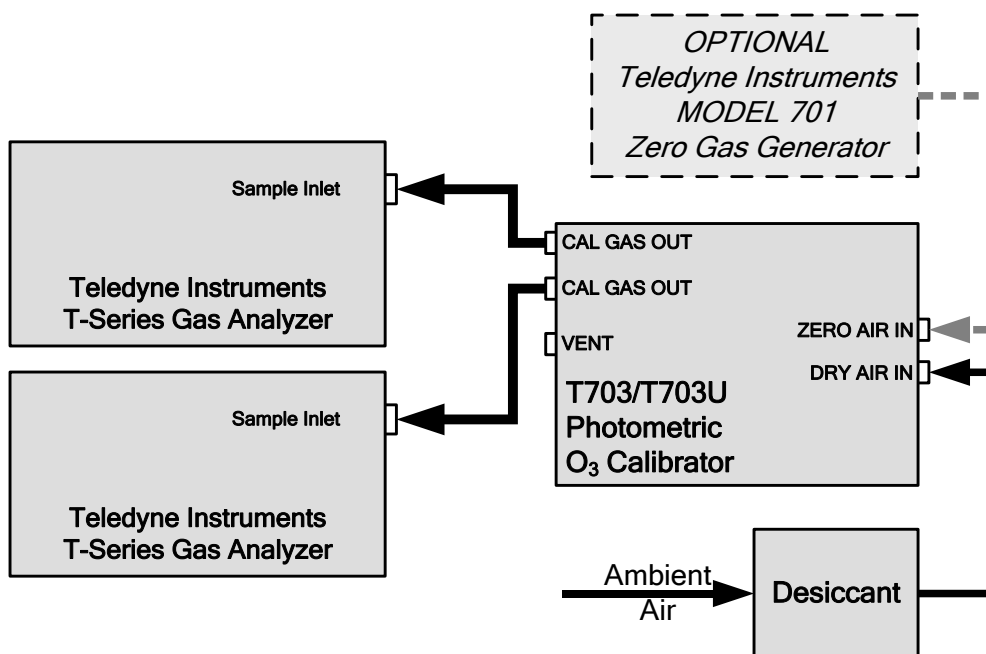 OPTIONAL
Teledyne Instruments
MODEL 701
Zero Gas Generator
Sample Inlet
Teledyne Instruments
T-Series Gas Analyzer
CAL GAS OUT
CAL GAS OUT
VENT
ZERO AIR IN
DRY AIR IN
T703/T703U
Photometric
O₃ Calibrator
Sample Inlet
Teledyne Instruments
T-Series Gas Analyzer
Ambient
Air
Desiccant